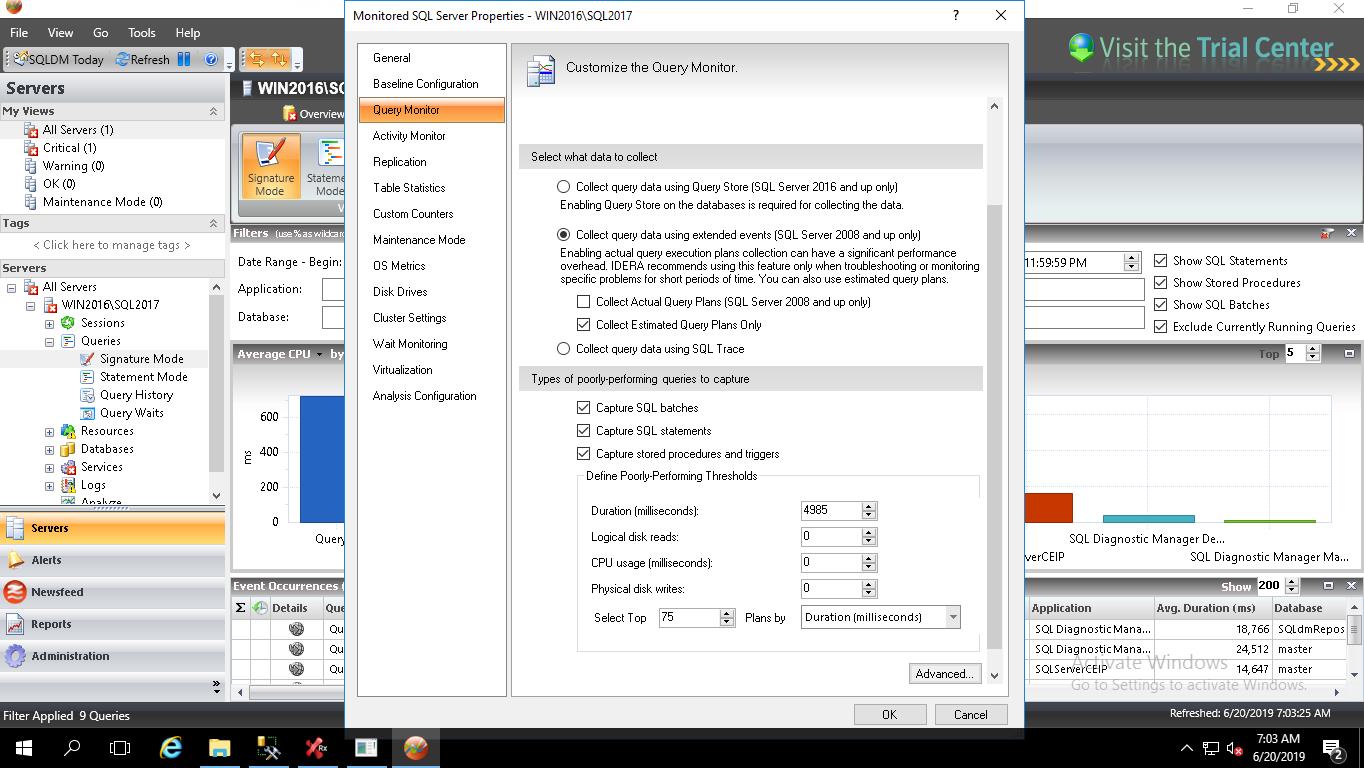 Monitored SQL Server Properties - WIN2016\SQL2017
?
File View Go Tools Help
SQLDM Today Refresh
Visit the Trial Center
Servers
My Views
All Servers (1)
Critical (1)
Warning (0)
OK (0)
Maintenance Mode (0)
Tags
< Click here to manage tags >
Servers
All Servers
WIN2016\SQL2017
Sessions
Queries
Signature Mode
Statement Mode
Query History
Query Waits
Resources
Databases
Services
Logs
Analyze
Servers
Alerts
Newsfeed
Reports
Administration
Filter Applied 9 Queries
WIN2016\SQ
Overview
Signature Mode
Stateme Mode
Filters (use % as wildcard
Date Range - Begin:
Application:
Database:
Average CPU by
ms
600
400
200
0
Query
Event Occurrences (
Σ Details Que
Qu
Qu
Qu
General
Baseline Configuration
Query Monitor
Activity Monitor
Replication
Table Statistics
Custom Counters
Maintenance Mode
OS Metrics
Disk Drives
Cluster Settings
Wait Monitoring
Virtualization
Analysis Configuration
Customize the Query Monitor.
Select what data to collect
Collect query data using Query Store (SQL Server 2016 and up only)
Enabling Query Store on the databases is required for collecting the data.
Collect query data using extended events (SQL Server 2008 and up only)
Enabling actual query execution plans collection can have a significant performance
overhead. IDERA recommends using this feature only when troubleshooting or monitoring
specific problems for short periods of time. You can also use estimated query plans.
Collect Actual Query Plans (SQL Server 2008 and up only)
Collect Estimated Query Plans Only
Collect query data using SQL Trace
Types of poorly-performing queries to capture
Capture SQL batches
Capture SQL statements
Capture stored procedures and triggers
Define Poorly-Performing Thresholds
Duration (milliseconds): 4985
Logical disk reads: 0
CPU usage (milliseconds): 0
Physical disk writes: 0
Select Top 75 Plans by Duration (milliseconds)
Advanced...
OK Cancel
11:59:59 PM
Show SQL Statements
Show Stored Procedures
Show SQL Batches
Exclude Currently Running Queries
Top 5
SQL Diagnostic Manager De...
verCEIP SQL Diagnostic Manager Ma...
Show 200
Application Avg. Duration (ms) Database
SQL Diagnostic Mana... 18,766 SQLdmRepos
SQL Diagnostic Mana... 24,512 master
SQLServerCEIP 14,647 master
Activate Windows
Go to Settings to activate Windows.
Refreshed: 6/20/2019 7:03:25 AM
7:03 AM
6/20/2019
2